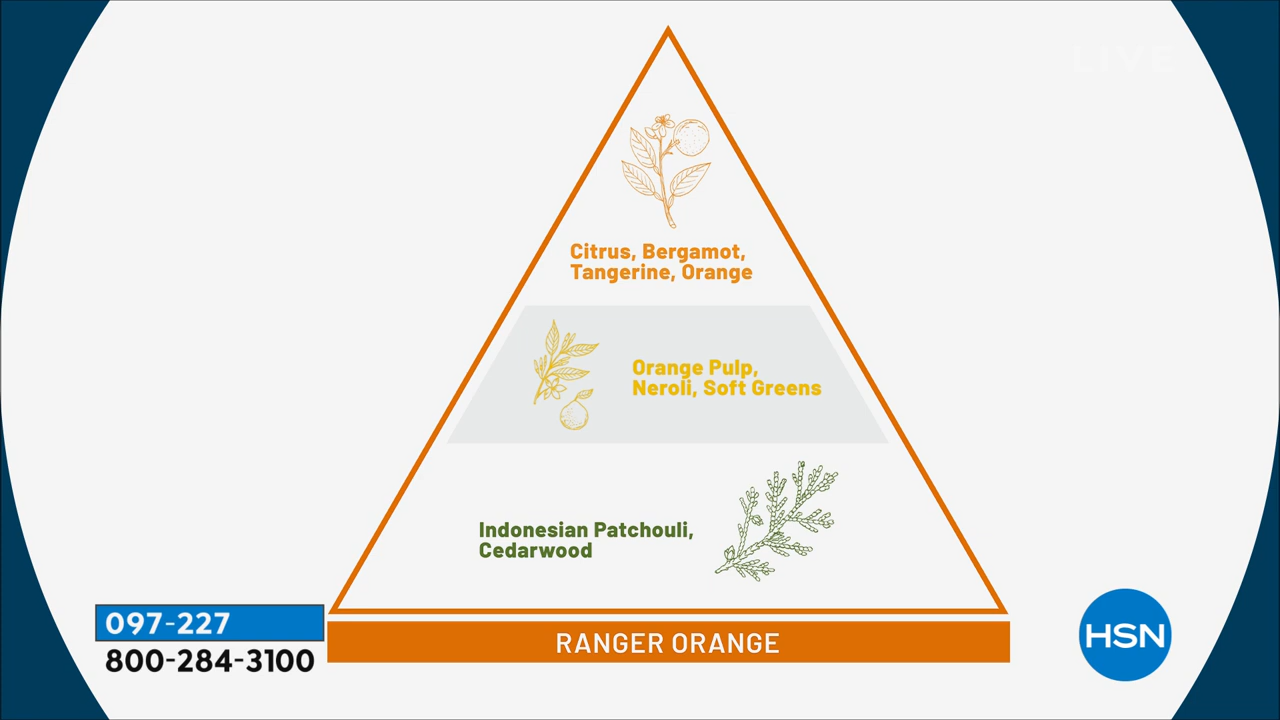 LIVE
Citrus, Bergamot,
Tangerine, Orange
Orange Pulp,
Neroli, Soft Greens
Indonesian Patchouli,
Cedarwood
097-227
800-284-3100
RANGER ORANGE
HSN